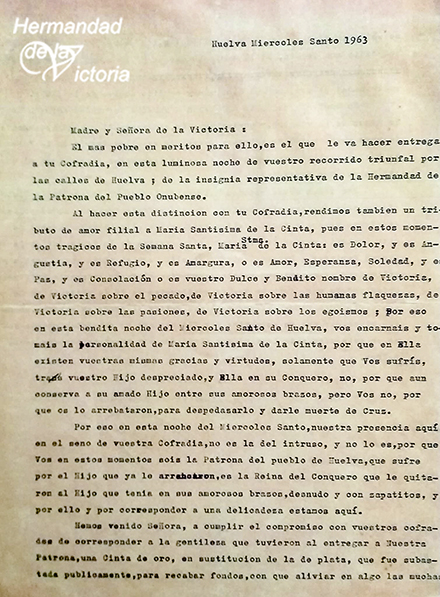 Hermandad
de la
Victoria
Huelva Miercoles Santo 1963
Madre y Señora de la Victoria :
El mas pobre en meritos para ello,es el que le va hacer entrega
a tu Cofradia, en esta luminosa noche de vuestro recorrido triunfal por
las calles de Huelva ; de la insignia representativa de la Hermandad de
la Patrona del Pueblo Onubense.
Al hacer esta distincion con tu Cofradia,rendimos tambien un tri-
buto de amor filial a Maria Santisima de la Cinta, pues en estos momen-
tos tragicos de la Semana Santa, Maria Stma. de la Cinta: es Dolor, y es An-
gustia, y es Refugio, y es Amargura, o es Amor, Esperanza, Soledad, y es
Paz, y es Consolación o es vuestro Dulce y Bendito nombre de Victoria,
de Victoria sobre el pecado,de Victoria sobre las humanas flaquezas, de
Victoria sobre las pasiones, de Victoria sobre los egoismos ; Por eso
en esta bendita noche del Miercoles Santo de Huelva, vos encarnais y to-
mais la personalidad de Maria Santisima de la Cinta, por que en Ella
existen vuestras mismas gracias y virtudes, solamente que Vos sufrís,
tras vuestro Hijo despreciado,y Ella en su Conquero, no, por que aun
conserva a su amado Hijo entre sus amorosos brazos, pero Vos no, por
que os lo arrebataron,para despedazarlo y darle muerte de Cruz.
Por eso en esta noche del Miercoles Santo,nuestra presencia aquí
en el seno de vuestra Cofradia,no es la del intruso, y no lo es,por que
Vos en estos momentos sois la Patrona del pueblo de Huelva,que sufre
por el Hijo que ya le arrebataron,es la Reina del Conquero que le quita-
ron al Hijo que tenia en sus amorosos brazos,desnudo y con zapatitos, y
por ello y por corresponder a una delicadeza estamos aquí.
Hemos venido Señora, a cumplir el compromiso con vuestros cofra-
des de corresponder a la gentileza que tuvieron al entregar a Nuestra
Patrona,una Cinta de oro, en sustitucion de la de plata, que fue subas-
tada publicamente,para recabar fondos,con que aliviar en algo las muchas